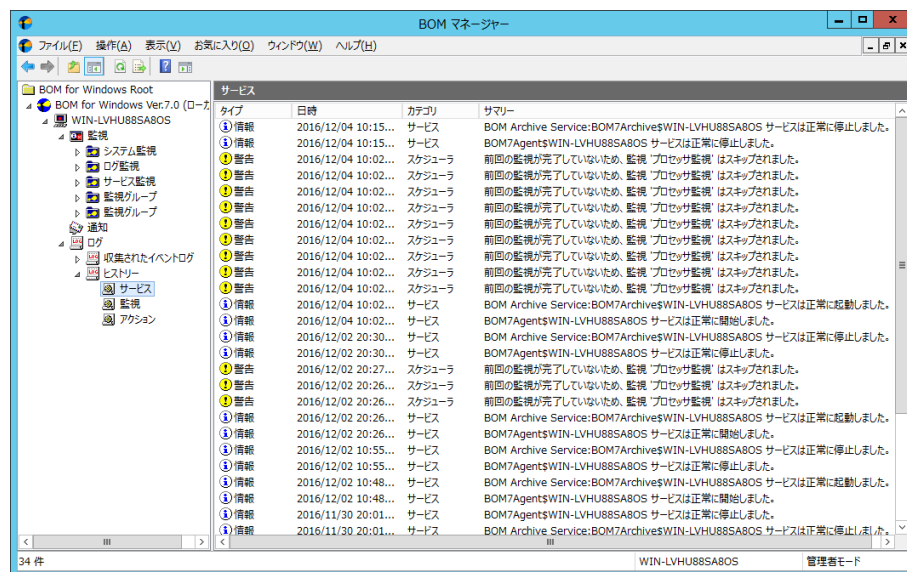 BOM マネージャー
ファイル(F) 操作(A) 表示(V) お気に入り(O) ウィンドウ(W) ヘルプ(H)
BOM for Windows Root
BOM for Windows Ver.7.0 (ローカ
WIN-LVHU88SA8OS
監視
システム監視
ログ監視
サービス監視
監視グループ
監視グループ
通知
ログ
収集されたイベントログ
ヒストリー
サービス
監視
アクション
サービス
タイプ 日時 カテゴリ サマリー
情報 2016/12/04 10:15... サービス BOM Archive Service:BOM7Archive$WIN-LVHU88SA8OS サービスは正常に停止しました。
情報 2016/12/04 10:15... サービス BOM7Agent$WIN-LVHU88SA8OS サービスは正常に停止しました。
警告 2016/12/04 10:02... スケジューラ 前回の監視が完了していないため、監視 'プロセッサ監視' はスキップされました。
警告 2016/12/04 10:02... スケジューラ 前回の監視が完了していないため、監視 'プロセッサ監視' はスキップされました。
警告 2016/12/04 10:02... スケジューラ 前回の監視が完了していないため、監視 'プロセッサ監視' はスキップされました。
警告 2016/12/04 10:02... スケジューラ 前回の監視が完了していないため、監視 'プロセッサ監視' はスキップされました。
警告 2016/12/04 10:02... スケジューラ 前回の監視が完了していないため、監視 'プロセッサ監視' はスキップされました。
警告 2016/12/04 10:02... スケジューラ 前回の監視が完了していないため、監視 'プロセッサ監視' はスキップされました。
警告 2016/12/04 10:02... スケジューラ 前回の監視が完了していないため、監視 'プロセッサ監視' はスキップされました。
警告 2016/12/04 10:02... スケジューラ 前回の監視が完了していないため、監視 'プロセッサ監視' はスキップされました。
警告 2016/12/04 10:02... スケジューラ 前回の監視が完了していないため、監視 'プロセッサ監視' はスキップされました。
情報 2016/12/04 10:02... サービス BOM Archive Service:BOM7Archive$WIN-LVHU88SA8OS サービスは正常に起動しました。
情報 2016/12/04 10:02... サービス BOM7Agent$WIN-LVHU88SA8OS サービスは正常に開始しました。
情報 2016/12/02 20:30... サービス BOM Archive Service:BOM7Archive$WIN-LVHU88SA8OS サービスは正常に停止しました。
情報 2016/12/02 20:30... サービス BOM7Agent$WIN-LVHU88SA8OS サービスは正常に停止しました。
警告 2016/12/02 20:27... スケジューラ 前回の監視が完了していないため、監視 'プロセッサ監視' はスキップされました。
警告 2016/12/02 20:26... スケジューラ 前回の監視が完了していないため、監視 'プロセッサ監視' はスキップされました。
警告 2016/12/02 20:26... スケジューラ 前回の監視が完了していないため、監視 'プロセッサ監視' はスキップされました。
情報 2016/12/02 20:26... サービス BOM Archive Service:BOM7Archive$WIN-LVHU88SA8OS サービスは正常に起動しました。
情報 2016/12/02 20:26... サービス BOM7Agent$WIN-LVHU88SA8OS サービスは正常に開始しました。
情報 2016/12/02 10:55... サービス BOM Archive Service:BOM7Archive$WIN-LVHU88SA8OS サービスは正常に停止しました。
情報 2016/12/02 10:55... サービス BOM7Agent$WIN-LVHU88SA8OS サービスは正常に停止しました。
情報 2016/12/02 10:48... サービス BOM Archive Service:BOM7Archive$WIN-LVHU88SA8OS サービスは正常に起動しました。
情報 2016/12/02 10:48... サービス BOM7Agent$WIN-LVHU88SA8OS サービスは正常に開始しました。
情報 2016/11/30 20:01... サービス BOM7Agent$WIN-LVHU88SA8OS サービスは正常に停止しました。
情報 2016/11/30 20:01... サービス BOM Archive Service:BOM7Archive$WIN-LVHU88SA8OS サービスは正常に停止しました。
34 件 WIN-LVHU88SA8OS 管理者モード